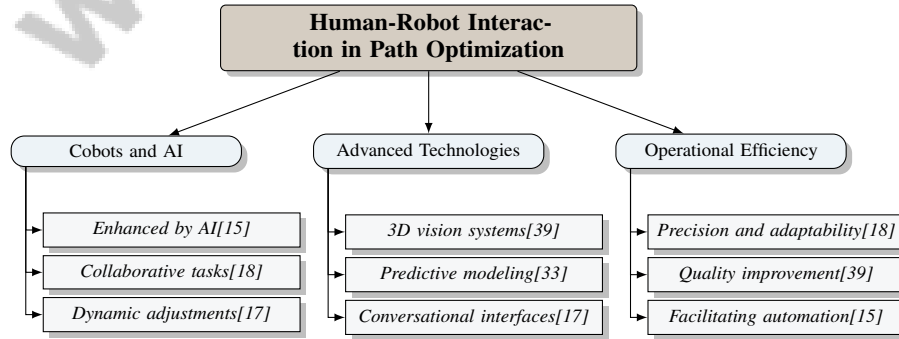 Human-Robot Interac-
tion in Path Optimization
Cobots and AI
Enhanced by AI[15]
Collaborative tasks[18]
Dynamic adjustments[17]
Advanced Technologies
3D vision systems[39]
Predictive modeling[33]
Conversational interfaces[17]
Operational Efficiency
Precision and adaptability[18]
Quality improvement[39]
Facilitating automation[15]